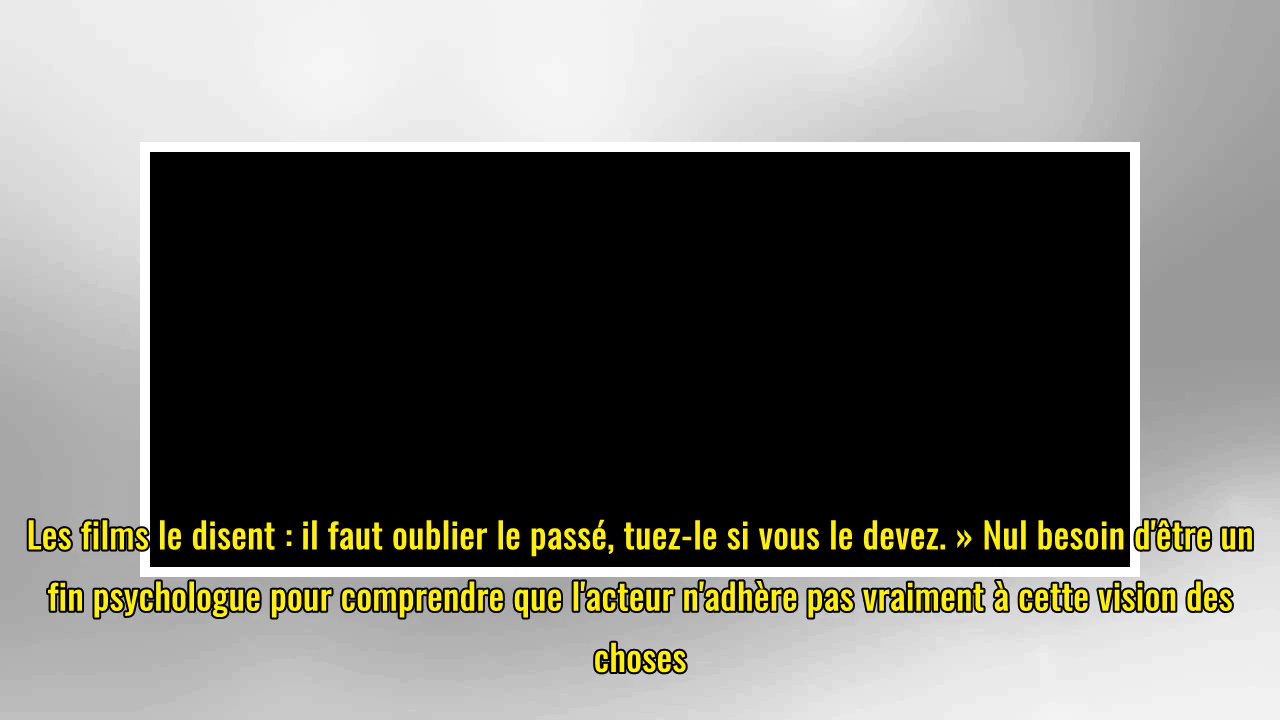 Les films le disent : il faut oublier le passé, tuez-le si vous le devez. » Nul besoin d'être un
fin psychologue pour comprendre que l'acteur n'adhère pas vraiment à cette vision des
choses